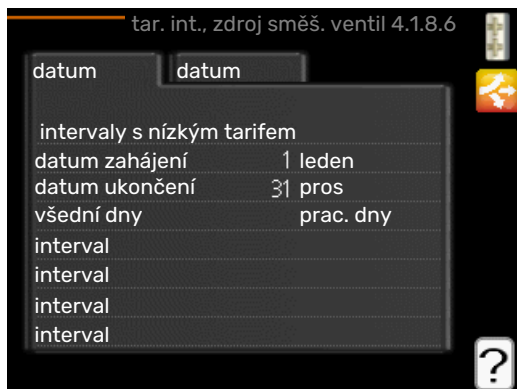 tar. int., zdroj směš. ventil 4.1.8.6
datum datum
intervaly s nízkým tarifem
datum zahájení 1 leden
datum ukončení 31 pros
všední dny prac. dny
interval
interval
interval
interval
?